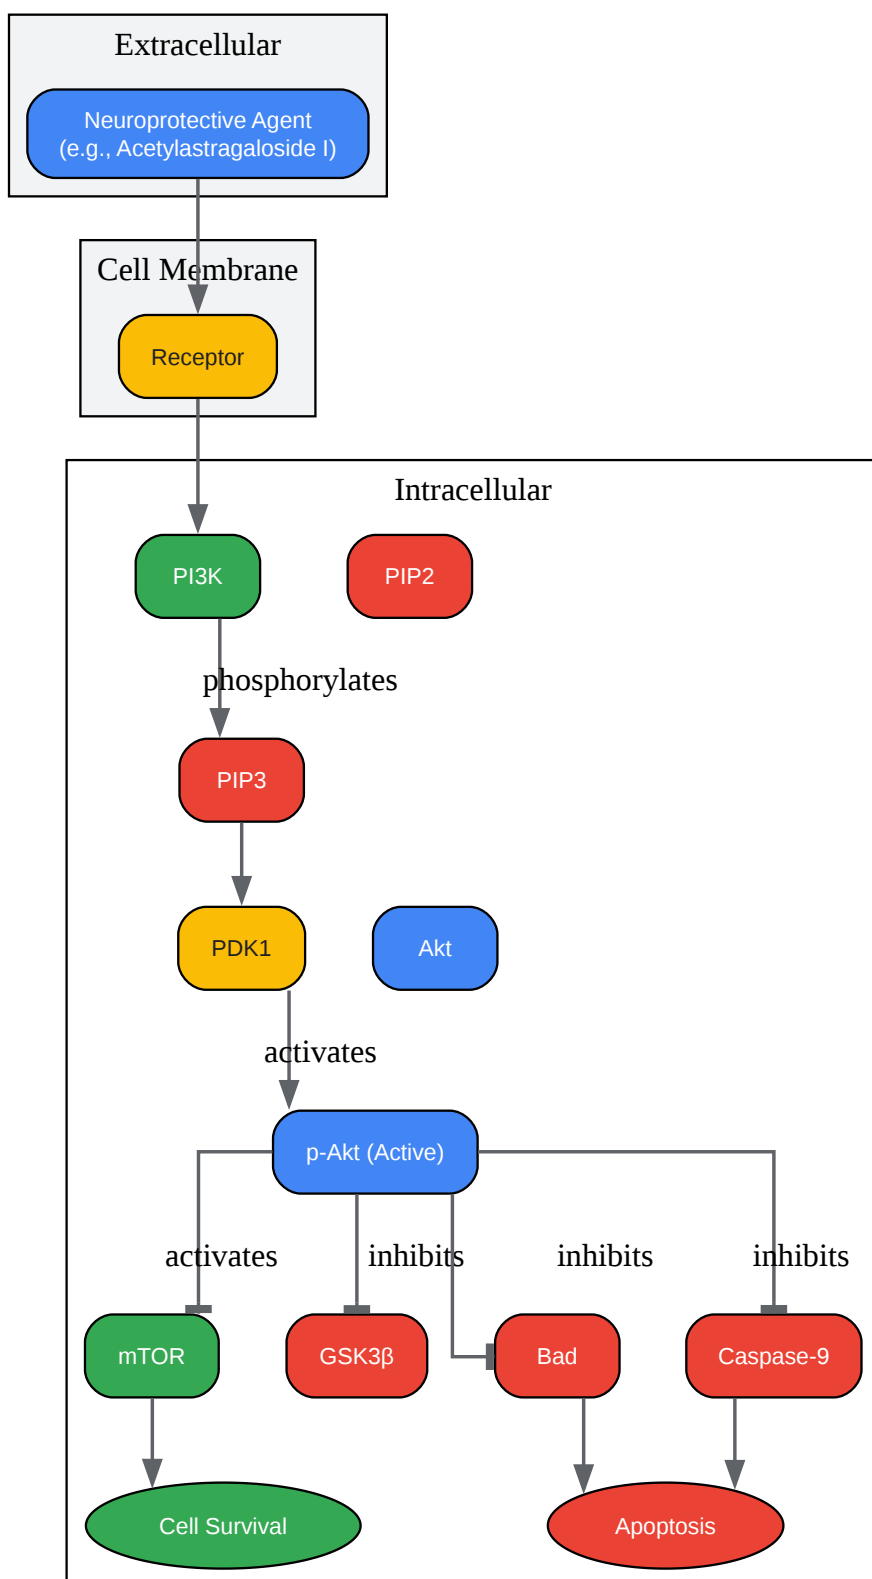 Extracellular
Neuroprotective Agent
(e.g., Acetylastragaloside I)
Cell Membrane
Receptor
Intracellular
PI3K
PIP2
phosphorylates
PIP3
PDK1
Akt
activates
p-Akt (Active)
activates
inhibits
inhibits
inhibits
mTOR
GSK3β
Bad
Caspase-9
Cell Survival
Apoptosis